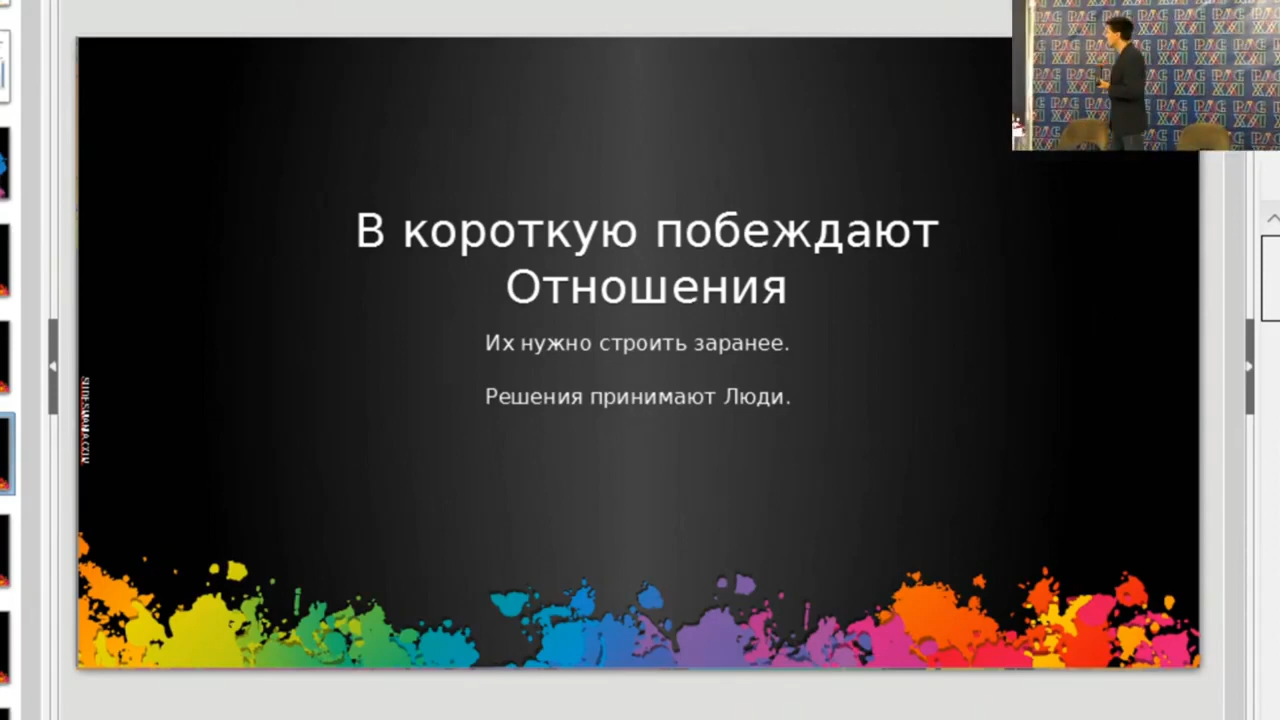 В короткую побеждают
Отношения
Их нужно строить заранее.
Решения принимают Люди.